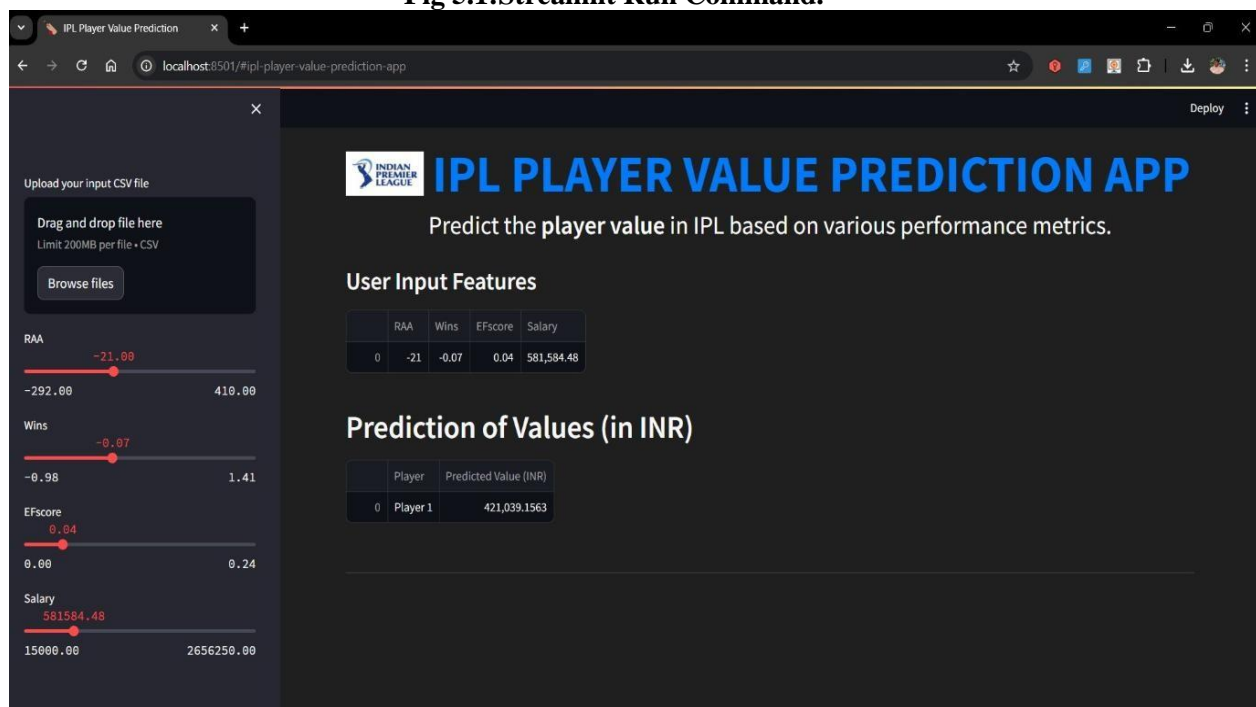 Fig 5.1:Streamlit Run Command.
IPL Player Value Prediction
localhost:8501/#ipl-player-value-prediction-app
Deploy
Upload your input CSV file
Drag and drop file here
Limit 200MB per file • CSV
Browse files
RAA
-21.00
-292.00 410.00
Wins
-0.07
-0.98 1.41
EFscore
0.04
0.00 0.24
Salary
581584.48
15000.00 2656250.00
INDIAN
PREMIER
LEAGUE
IPL PLAYER VALUE PREDICTION APP
Predict the player value in IPL based on various performance metrics.
User Input Features
RAA Wins EFscore Salary
0 -21 -0.07 0.04 581,584.48
Prediction of Values (in INR)
Player Predicted Value (INR)
0 Player 1 421,039.1563